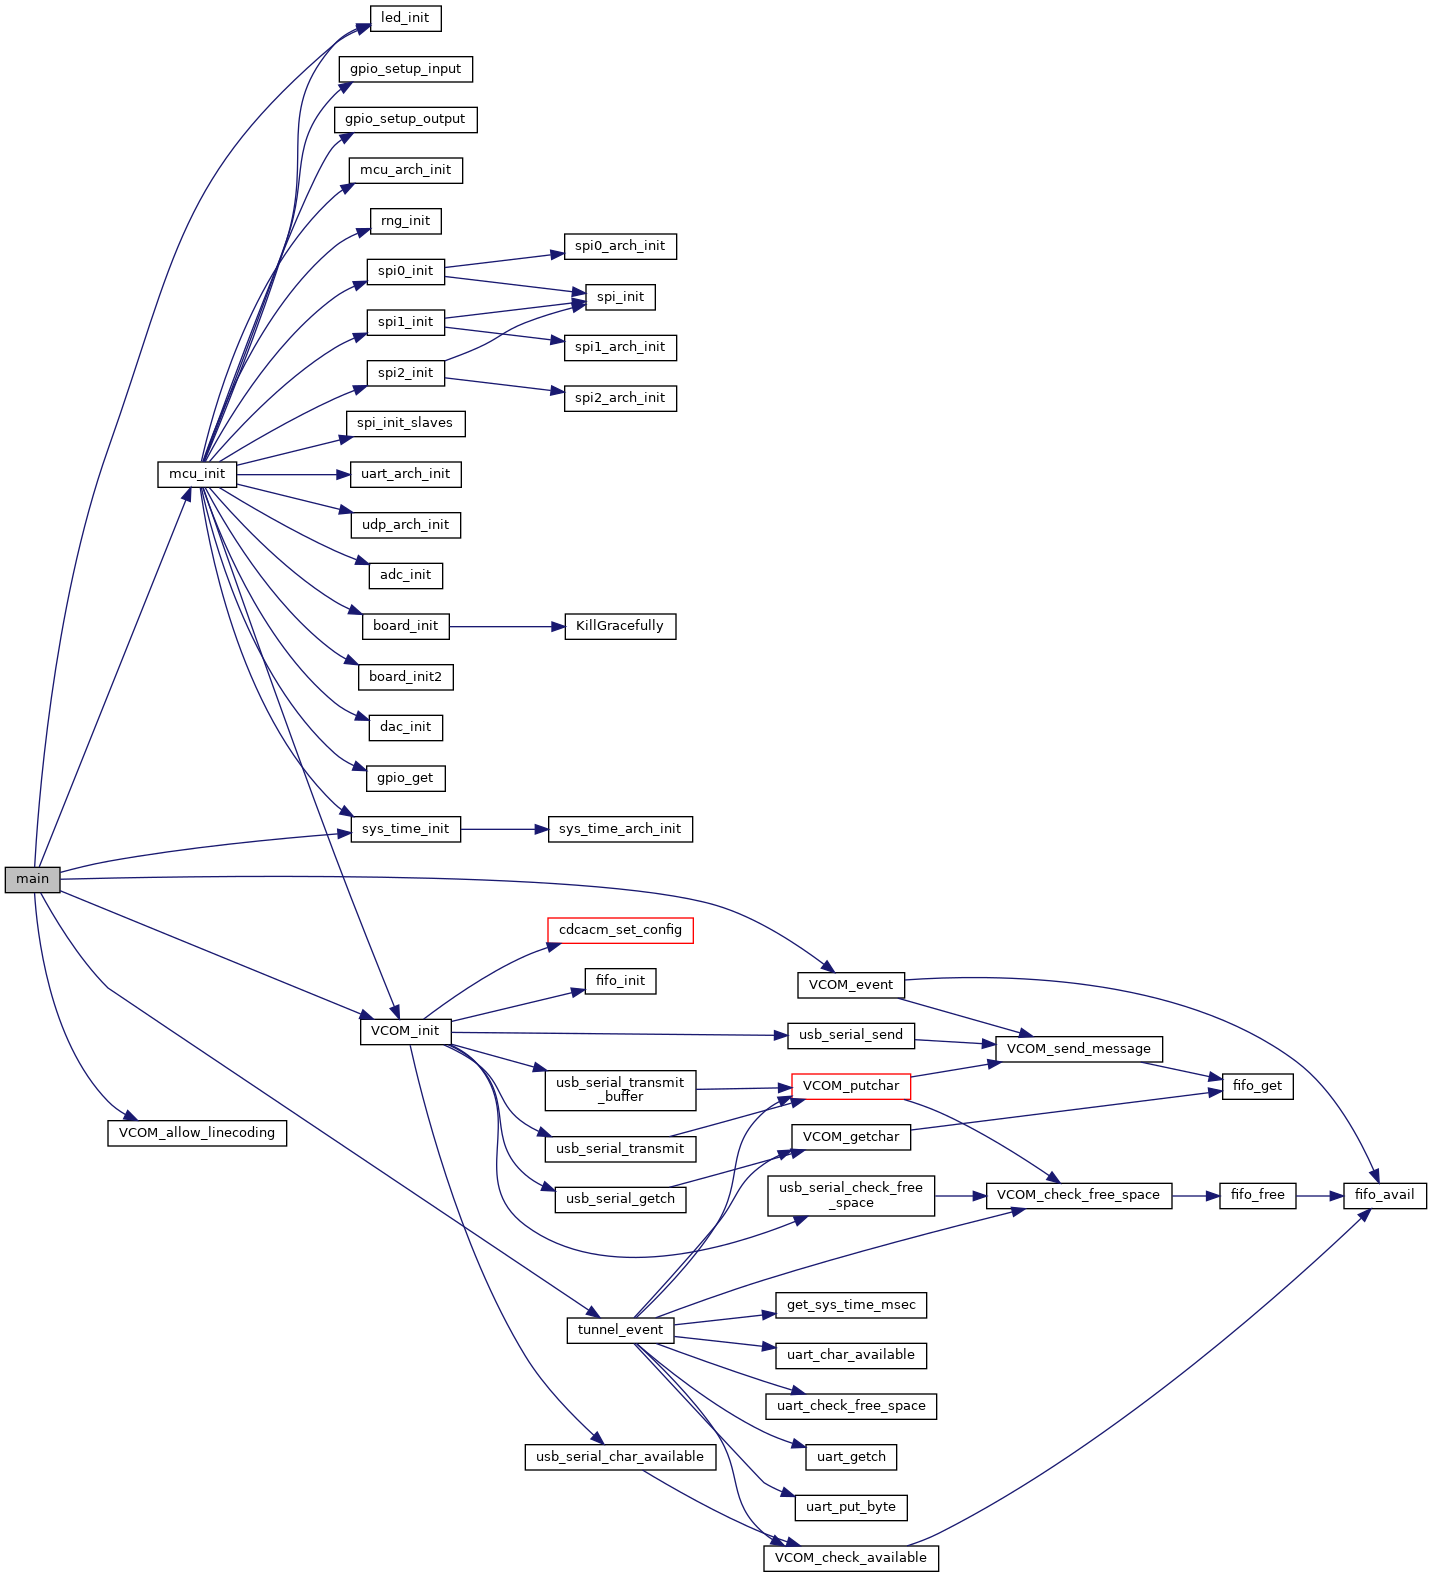 led_init
gpio_setup_input
gpio_setup_output
mcu_arch_init
rng_init
spi0_arch_init
spi0_init
spi_init
spi1_init
spi1_arch_init
spi2_init
spi2_arch_init
spi_init_slaves
mcu_init
uart_arch_init
udp_arch_init
adc_init
board_init
KillGracefully
board_init2
dac_init
gpio_get
sys_time_init
sys_time_arch_init
main
cdcacm_set_config
fifo_init
VCOM_event
VCOM_init
usb_serial_send
VCOM_send_message
usb_serial_transmit
_buffer
VCOM_putchar
fifo_get
VCOM_allow_linecoding
usb_serial_transmit
VCOM_getchar
usb_serial_getch
usb_serial_check_free
_space
VCOM_check_free_space
fifo_free
fifo_avail
get_sys_time_msec
tunnel_event
uart_char_available
uart_check_free_space
usb_serial_char_available
uart_getch
uart_put_byte
VCOM_check_available